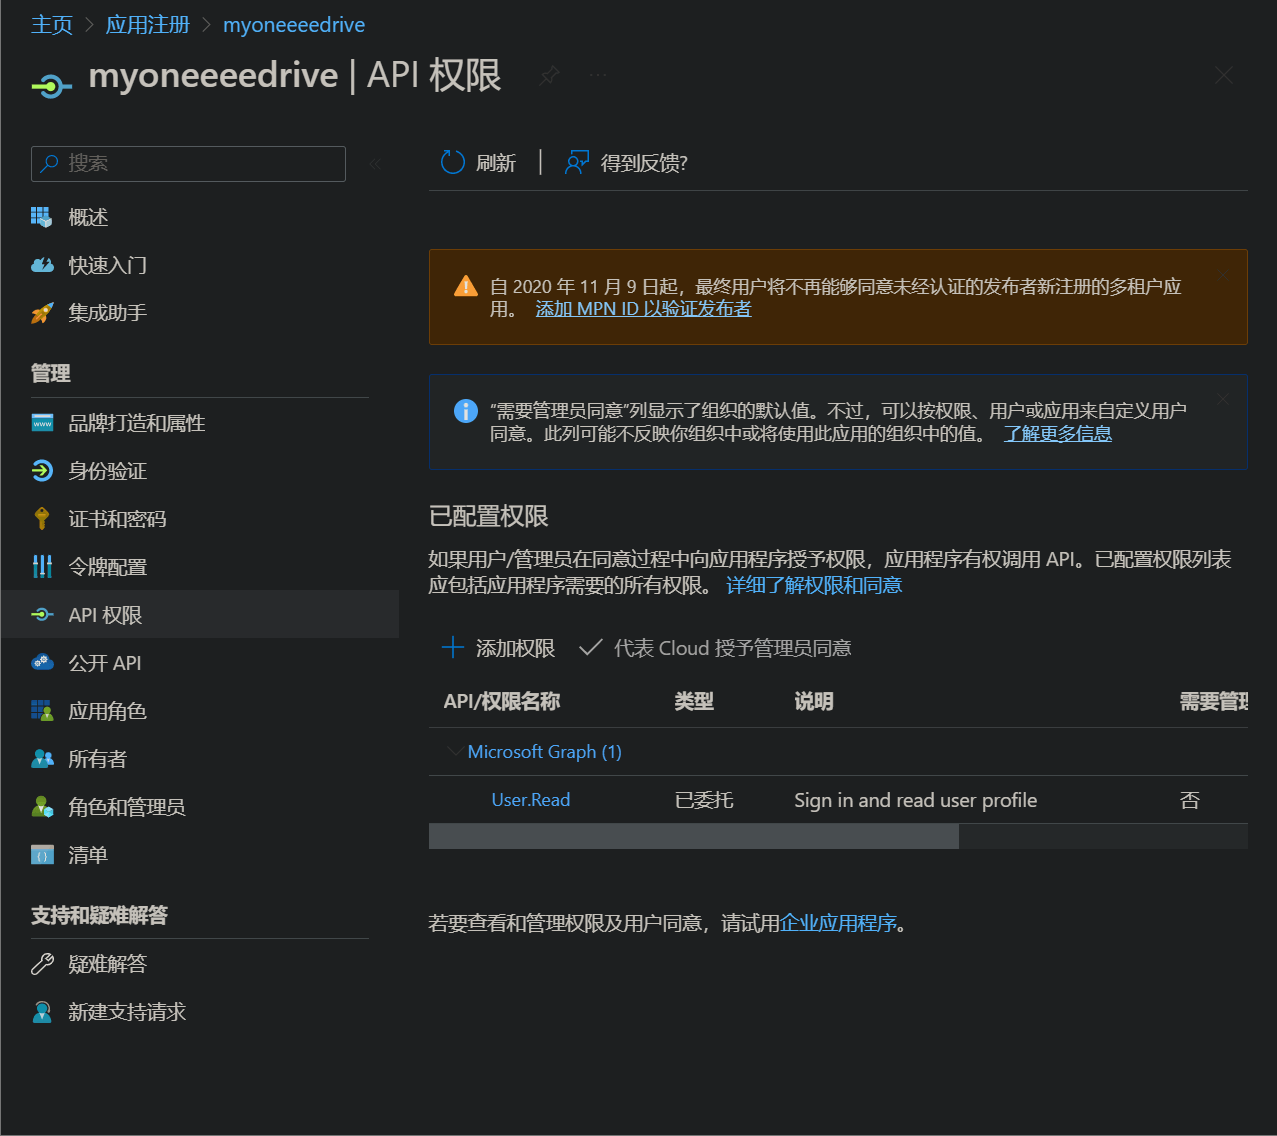 主页 > 应用注册 > myoneeeedrive
myoneeeedrive | API 权限
搜索
刷新
得到反馈?
概述
快速入门
集成助手
管理
品牌打造和属性
身份验证
证书和密码
令牌配置
API 权限
公开 API
应用角色
所有者
角色和管理员
清单
支持和疑难解答
疑难解答
新建支持请求
自 2020 年 11 月 9 日起，最终用户将不再能够同意未经认证的发布者新注册的多租户应
用。 添加 MPN ID 以验证发布者
“需要管理员同意”列显示了组织的默认值。不过，可以按权限、用户或应用来自定义用户
同意。此列可能不反映你组织中或将使用此应用的组织中的值。 了解更多信息
已配置权限
如果用户/管理员在同意过程中向应用程序授予权限，应用程序有权调用 API。已配置权限列表
应包括应用程序需要的所有权限。 详细了解权限和同意
添加权限
代表 Cloud 授予管理员同意
API/权限名称 类型 说明 需要管理
Microsoft Graph (1)
User.Read 已委托 Sign in and read user profile 否
若要查看和管理权限及用户同意，请试用企业应用程序。